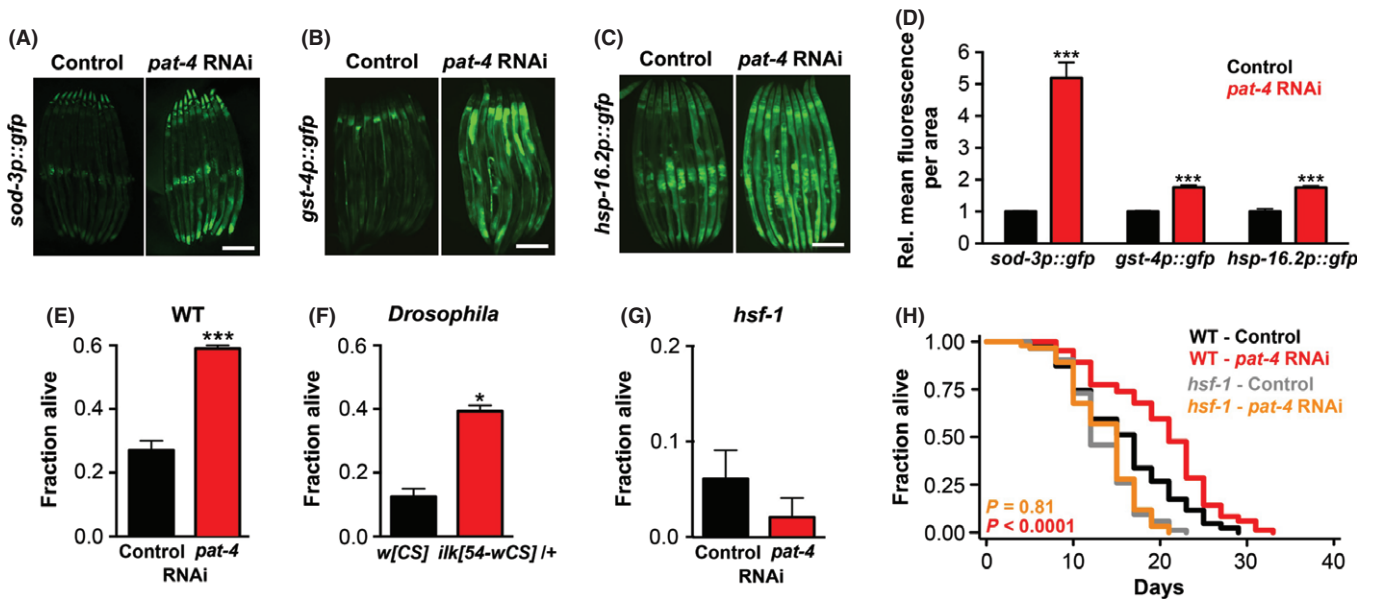 (A)
Control pat-4 RNAi
sod-3p::gfp
(B)
Control pat-4 RNAi
gst-4p::gfp
(C)
Control pat-4 RNAi
hsp-16.2p::gfp
(D)
Rel. mean fluorescence
per area
6
5
4
3
2
1
0
***
***
***
Control
pat-4 RNAi
sod-3p::gfp gst-4p::gfp hsp-16.2p::gfp
(E)
WT
Fraction alive
0.6
0.4
0.2
0.0
***
Control pat-4
RNAi
(F)
Drosophila
Fraction alive
0.6
0.4
0.2
0.0
*
w[CS] ilk[54-wCS] /+
(G)
hsf-1
Fraction alive
0.2
0.1
0.0
Control pat-4
RNAi
(H)
Fraction alive
1.00
0.75
0.50
0.25
0.00
WT - Control
WT - pat-4 RNAi
hsf-1 - Control
hsf-1 - pat-4 RNAi
P = 0.81
P < 0.0001
0 10 20 30 40
Days